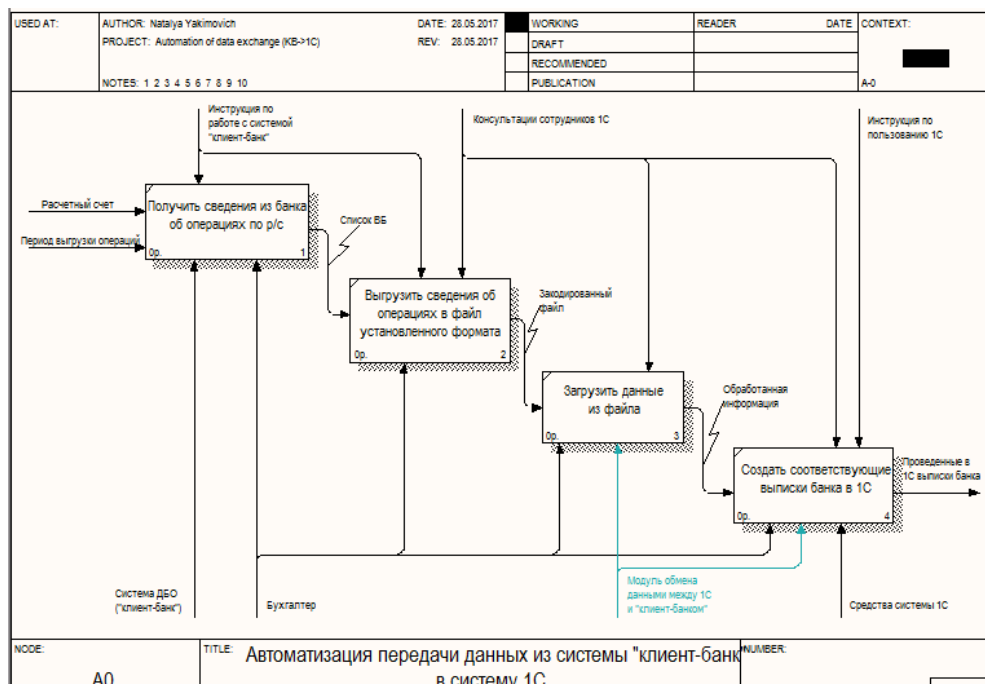 USED AT:
AUTHOR: Natalya Yakimovich
DATE: 28.05.2017
WORKING
READER
DATE
CONTEXT:
PROJECT: Automation of data exchange (KB->1C)
REV: 28.05.2017
DRAFT
RECOMMENDED
NOTES: 1 2 3 4 5 6 7 8 9 10
PUBLICATION
A-0
Инструкция по
работе с системой
"клиент-банк"
Консультации сотрудников 1С
Инструкция по
пользованию 1С
Расчетный счет
Период выгрузки операций
Получить сведения из банка
об операциях по р/с
0р.
1
Список ВБ
Выгрузить сведения об
операциях в файл
установленного формата
0р.
2
Закодированный
файл
Загрузить данные
из файла
0р.
3
Обработанная
информация
Создать соответствующие
выписки банка в 1С
0р.
4
Проведенные в
1С выписки банка
Система ДБО
("клиент-банк")
Бухгалтер
Модуль обмена
данными между 1С
и "клиент-банком"
Средства системы 1С
NODE:
A0
TITLE:
Автоматизация передачи данных из системы "клиент-банк
в систему 1С
NUMBER: